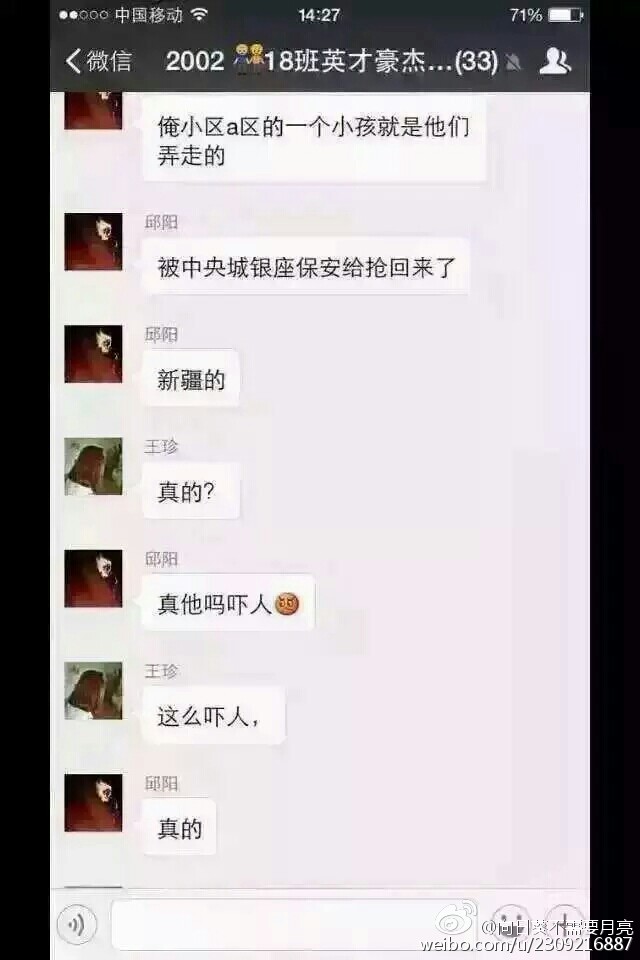 中国移动
14:27
71%
微信
2002 18班英才豪杰…(33)
俺小区a区的一个小孩就是他们
弄走的
邱阳
被中央城银座保安给抢回来了
邱阳
新疆的
王珍
真的?
邱阳
真他吗吓人
王珍
这么吓人,
邱阳
真的
@向日葵不需要月亮
weibo.com/u/2309216887